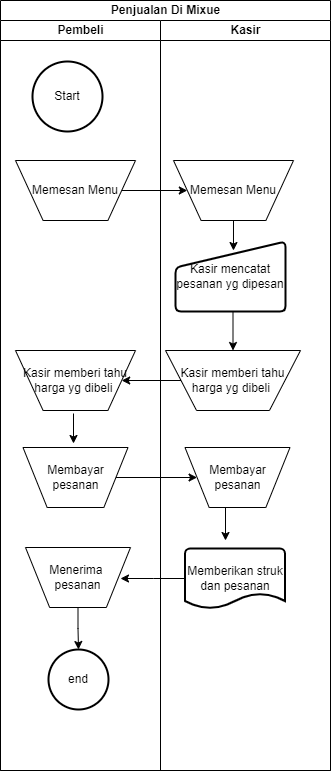 Penjualan Di Mixue
Pembeli
Kasir
Start
Memesan Menu
Memesan Menu
Kasir mencatat
pesanan yg dipesan
Kasir memberi tahu
harga yg dibeli
Kasir memberi tahu
harga yg dibeli
Membayar
pesanan
Membayar
pesanan
Menerima
pesanan
Memberikan struk
dan pesanan
end